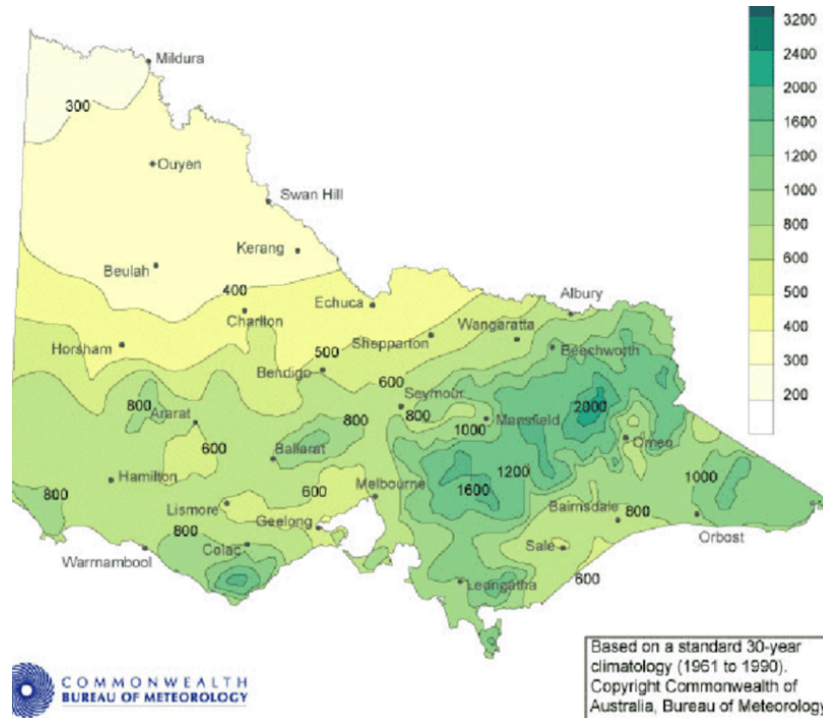 3200
Mildura
2400
300
2000
1600
Ouyen
1200
Swan Hill
1000
Kerang
800
Beulah
600
400
Echuca
Albury
500
Charlton
Horsham
Shepparton
Wangaratta
400
500
Beechworth
Bendigo
300
600
Seymour
200
800
800
800
2000
Ararat
1000
Mansfield
600
Ballarat
Omeo
1200
Hamilton
1000
800
600
Melbourne
1600
Lismore
Bairnsdale
800
Geelong
800
Orbost
Warrnambool
Colac
Sale
600
Leongatha
COMMONWEALTH
BUREAU OF METEOROLOGY
Based on a standard 30-year
climatology (1961 to 1990).
Copyright Commonwealth of
Australia, Bureau of Meteorology